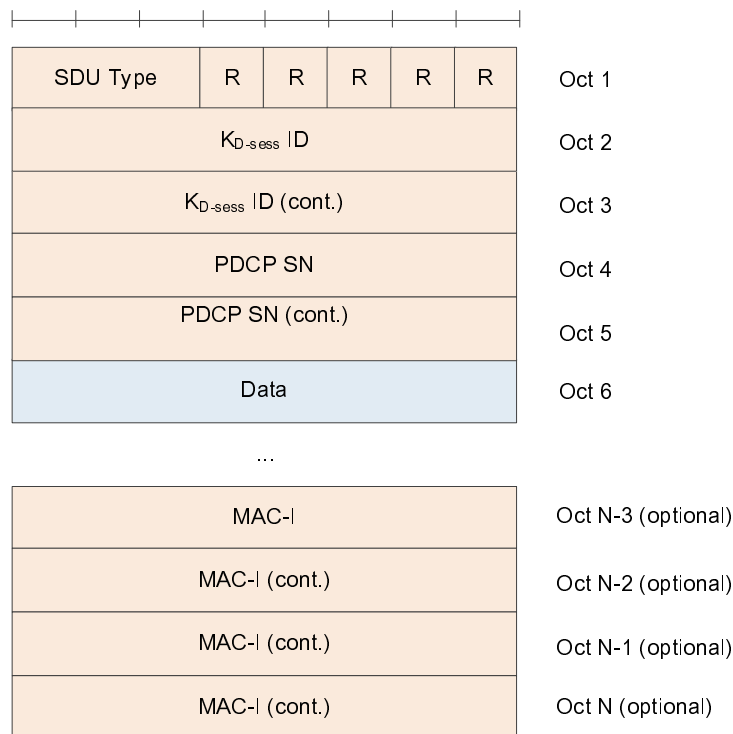 SDU Type R R R R R Oct 1
K_D-sess ID Oct 2
K_D-sess ID (cont.) Oct 3
PDCP SN Oct 4
PDCP SN (cont.) Oct 5
Data Oct 6
...
MAC-I Oct N-3 (optional)
MAC-I (cont.) Oct N-2 (optional)
MAC-I (cont.) Oct N-1 (optional)
MAC-I (cont.) Oct N (optional)